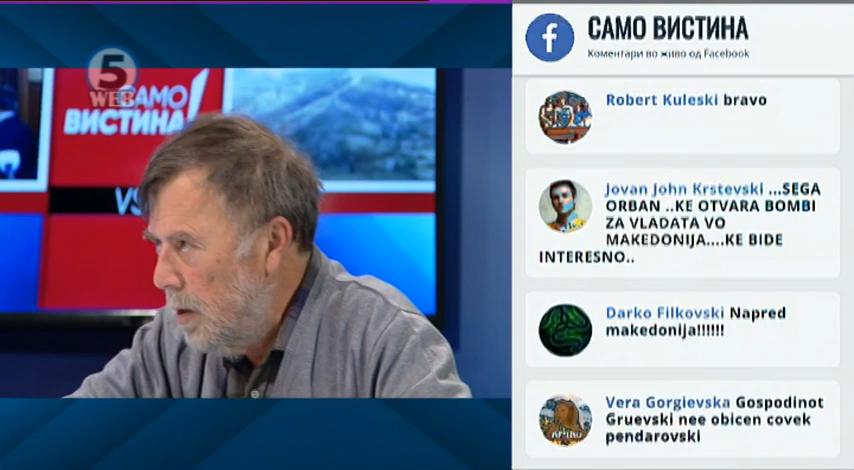 5
WEB
САМО
ВИСТИНА!
VS
САМО ВИСТИНА
Коментари во живо од Facebook
Robert Kuleski bravo
Jovan John Krstevski ...SEGA
ORBAN ..KE OTVARA BOMBI
ZA VLADATA VO
MAKEDONIJA....KE BIDE
INTERESNO..
Darko Filkovski Napred
makedonija!!!!!!
Vera Gorgievska Gospodinot
Gruevski nee obicen covek
pendarovski